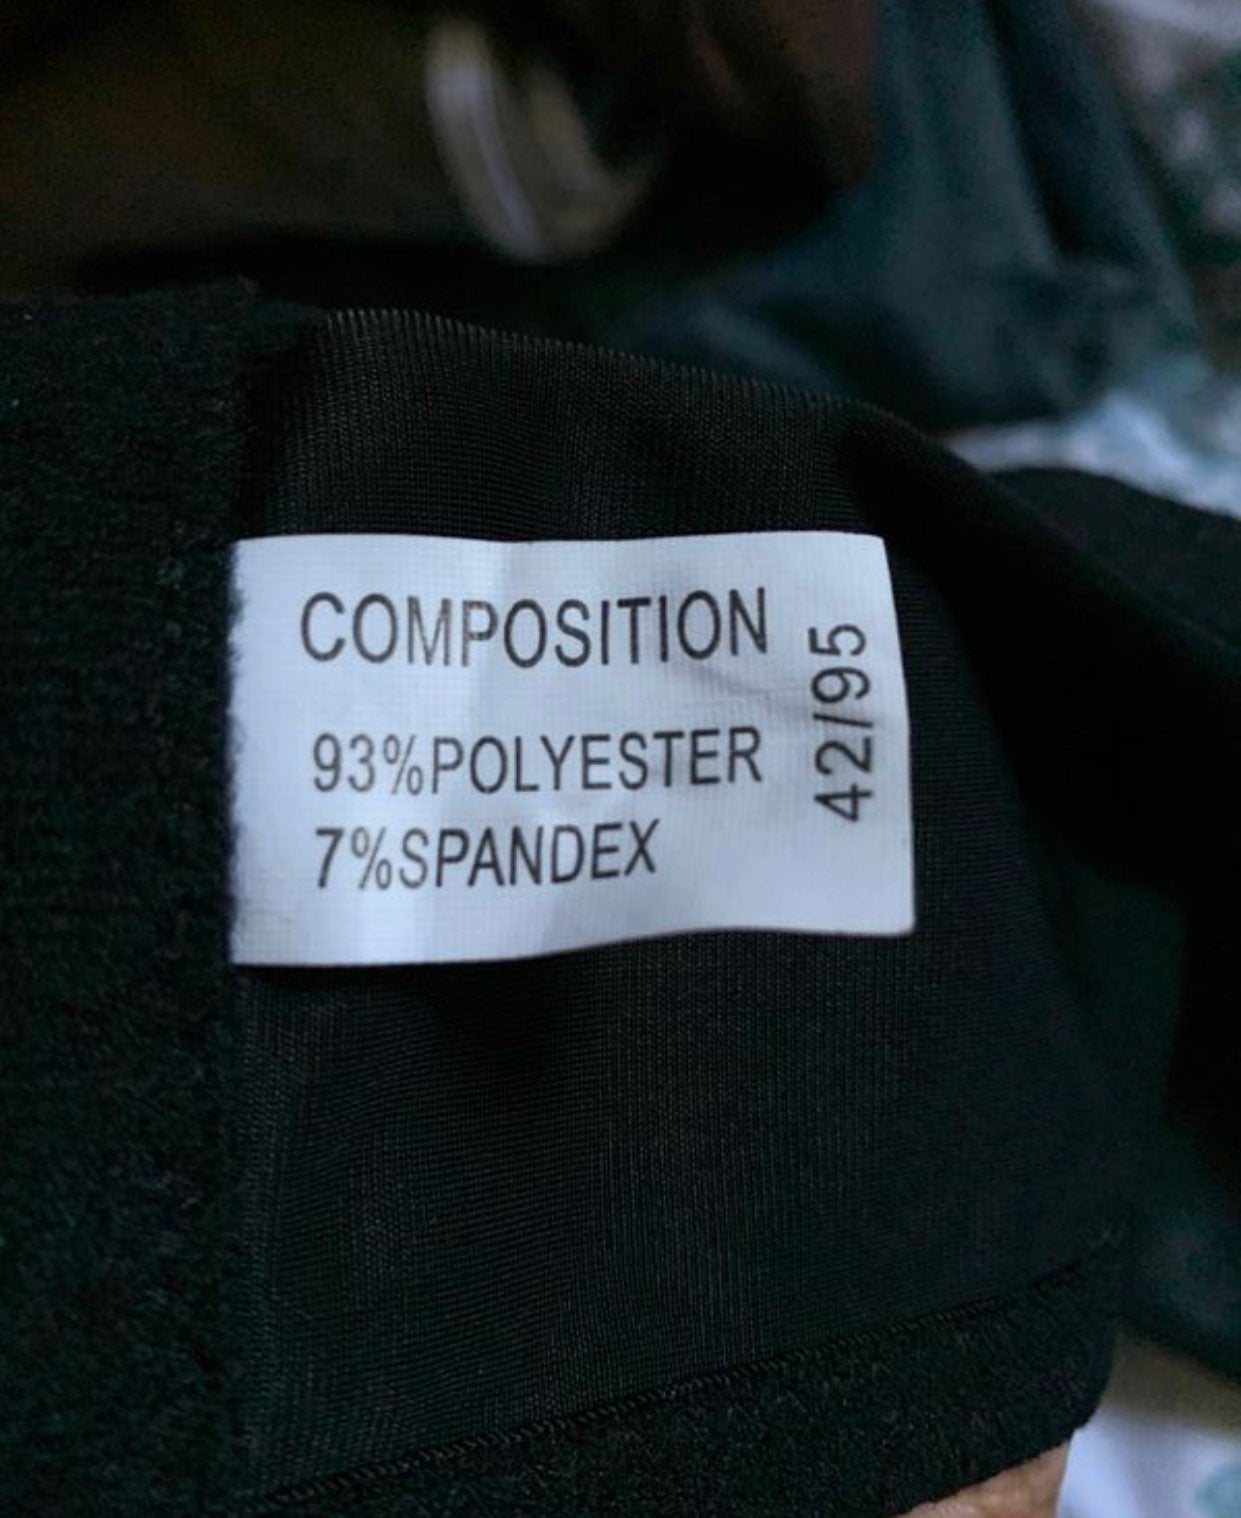 COMPOSITION
93%POLYESTER
7%SPANDEX
42/95